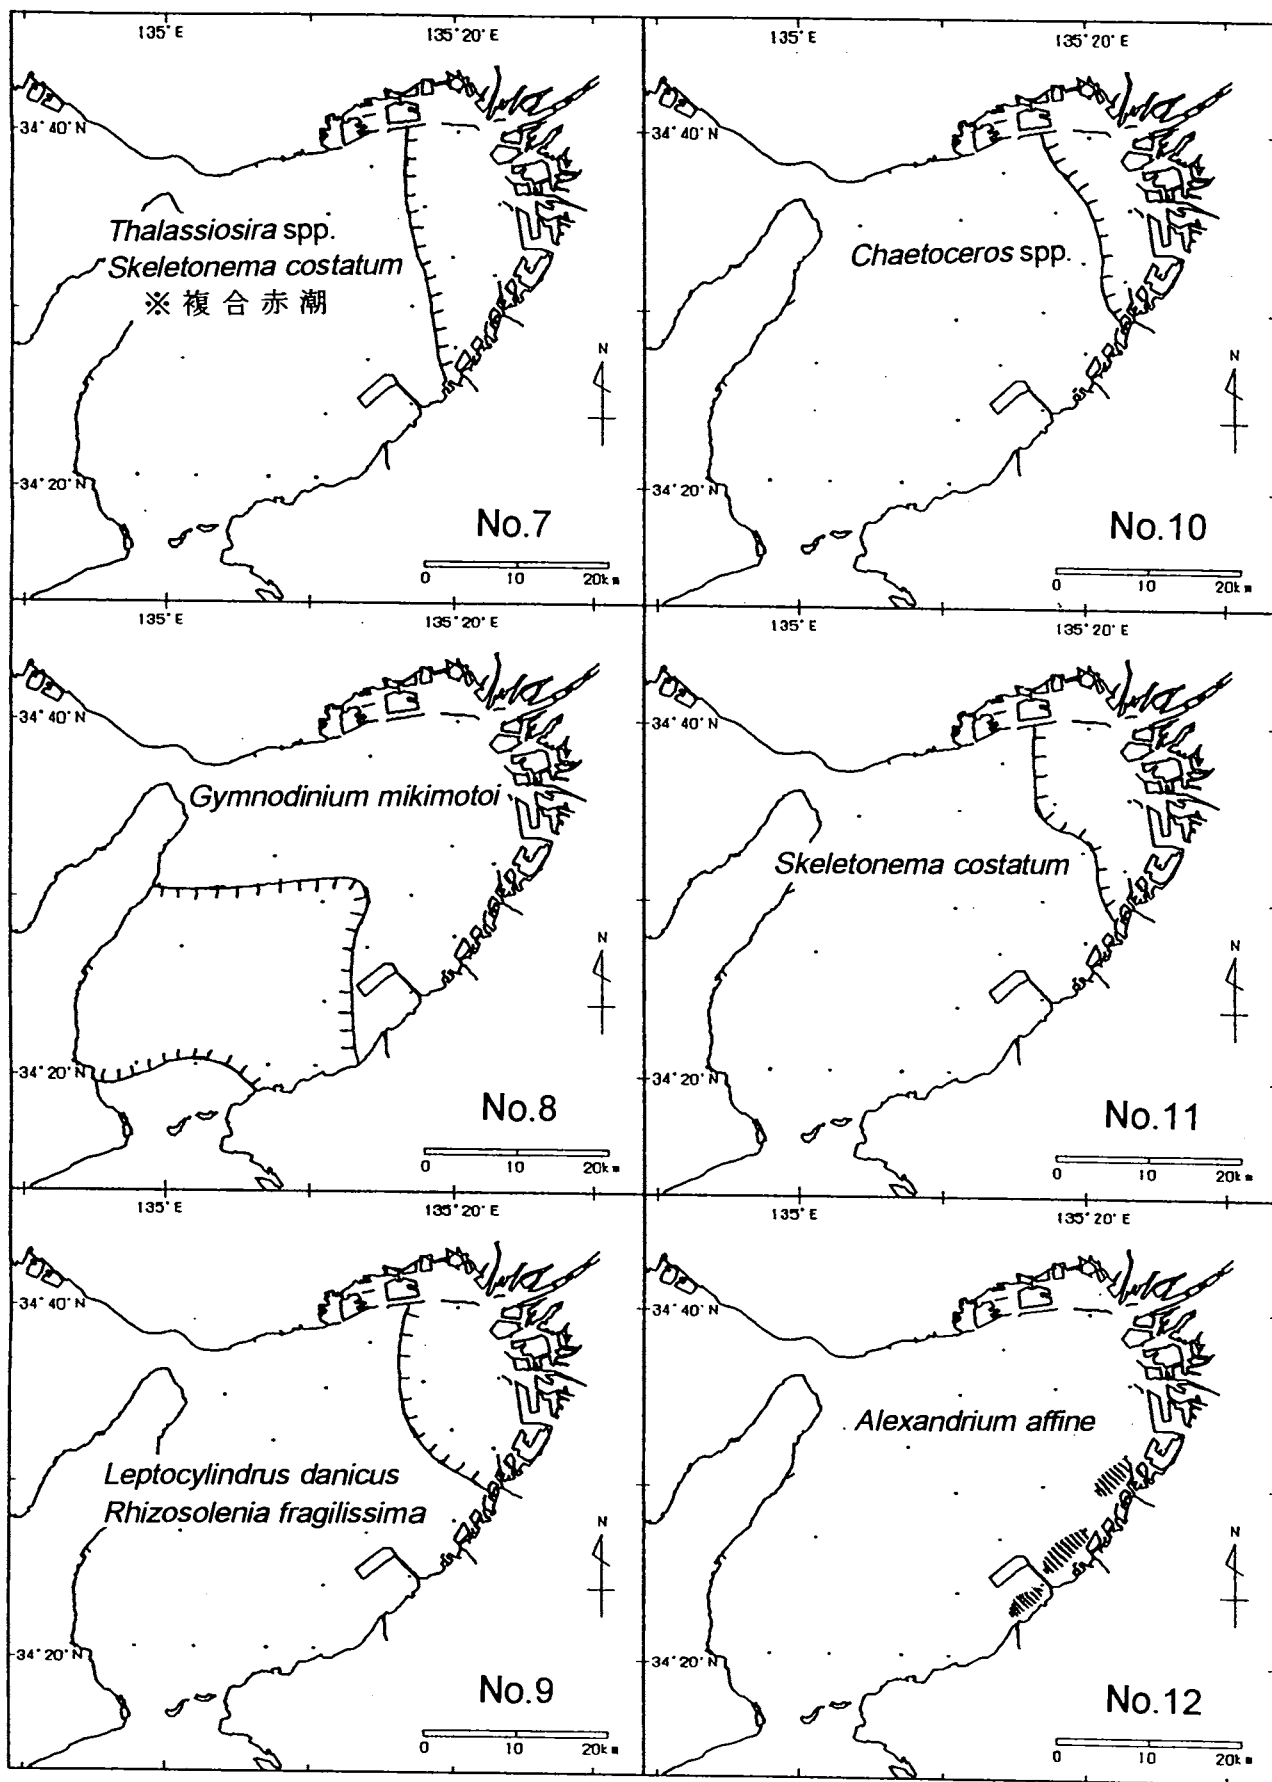 135° E
135° 20' E
34° 40' N
Thalassiosira spp.
Skeletonema costatum
※複合赤潮
N
34° 20' N
No.7
0 10 20km
135° E
135° 20' E
34° 40' N
Gymnodinium mikimotoi
N
34° 20' N
No.8
0 10 20km
135° E
135° 20' E
34° 40' N
Leptocylindrus danicus
Rhizosolenia fragilissima
N
34° 20' N
No.9
0 10 20km
135° E
135° 20' E
34° 40' N
Chaetoceros spp.
N
34° 20' N
No.10
0 10 20km
135° E
135° 20' E
34° 40' N
Skeletonema costatum
N
34° 20' N
No.11
0 10 20km
135° E
135° 20' E
34° 40' N
Alexandrium affine
N
34° 20' N
No.12
0 10 20km